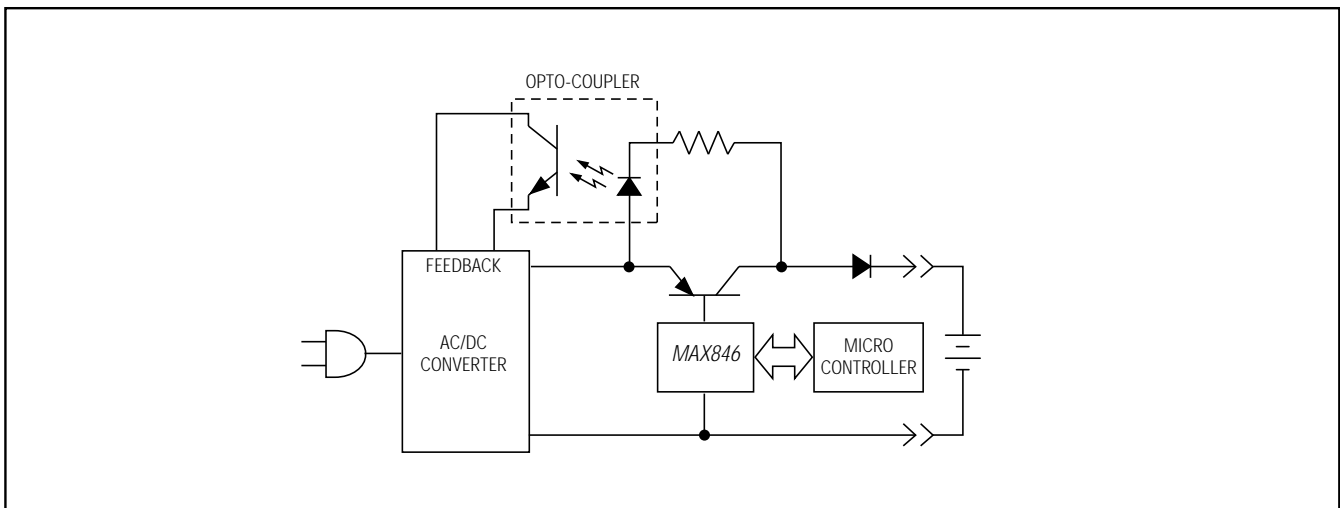 OPTO-COUPLER
FEEDBACK
AC/DC
CONVERTER
MAX846
MICRO
CONTROLLER